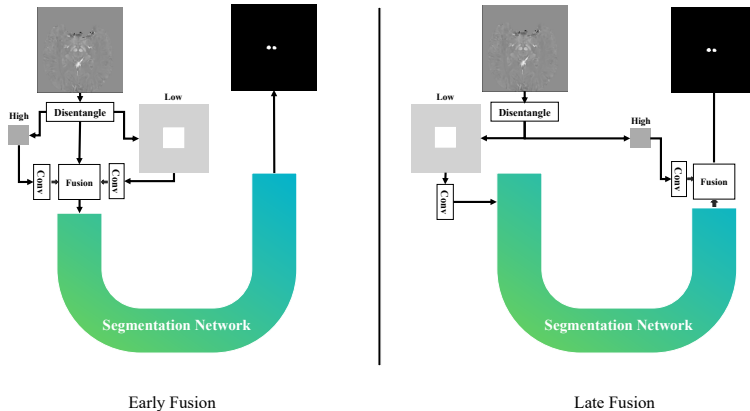 High
Disentangle
Low
Conv
Fusion
Conv
Segmentation Network
Early Fusion
Low
Disentangle
High
Conv
Conv
Fusion
Segmentation Network
Late Fusion